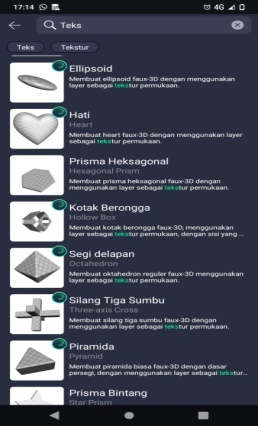 17:14
4G
Teks
Teks
Tekstur
Ellipsoid
Membuat ellipsoid faux-3D dengan menggunakan
layer sebagai tekstur permukaan.
Hati
Heart
Membuat heart faux-3D dengan menggunakan layer
sebagai tekstur permukaan.
Prisma Heksagonal
Hexagonal Prism
Membuat prisma heksagonal faux-3D dengan
menggunakan layer sebagai tekstur permukaan.
Kotak Berongga
Hollow Box
Membuat kotak berongga faux-3D, menggunakan
layer sebagai tekstur permukaan, dengan sisi yang ...
Segi delapan
Octahedron
Membuat oktahedron reguler faux-3D menggunakan
layer sebagai tekstur permukaan.
Silang Tiga Sumbu
Three-axis Cross
Membuat silang tiga sumbu faux-3D dengan
menggunakan layer sebagai tekstur permukaan.
Piramida
Pyramid
Membuat piramida biasa faux-3D dengan dasar
persegi, dengan menggunakan layer sebagai tekstur...
Prisma Bintang
Star Prism